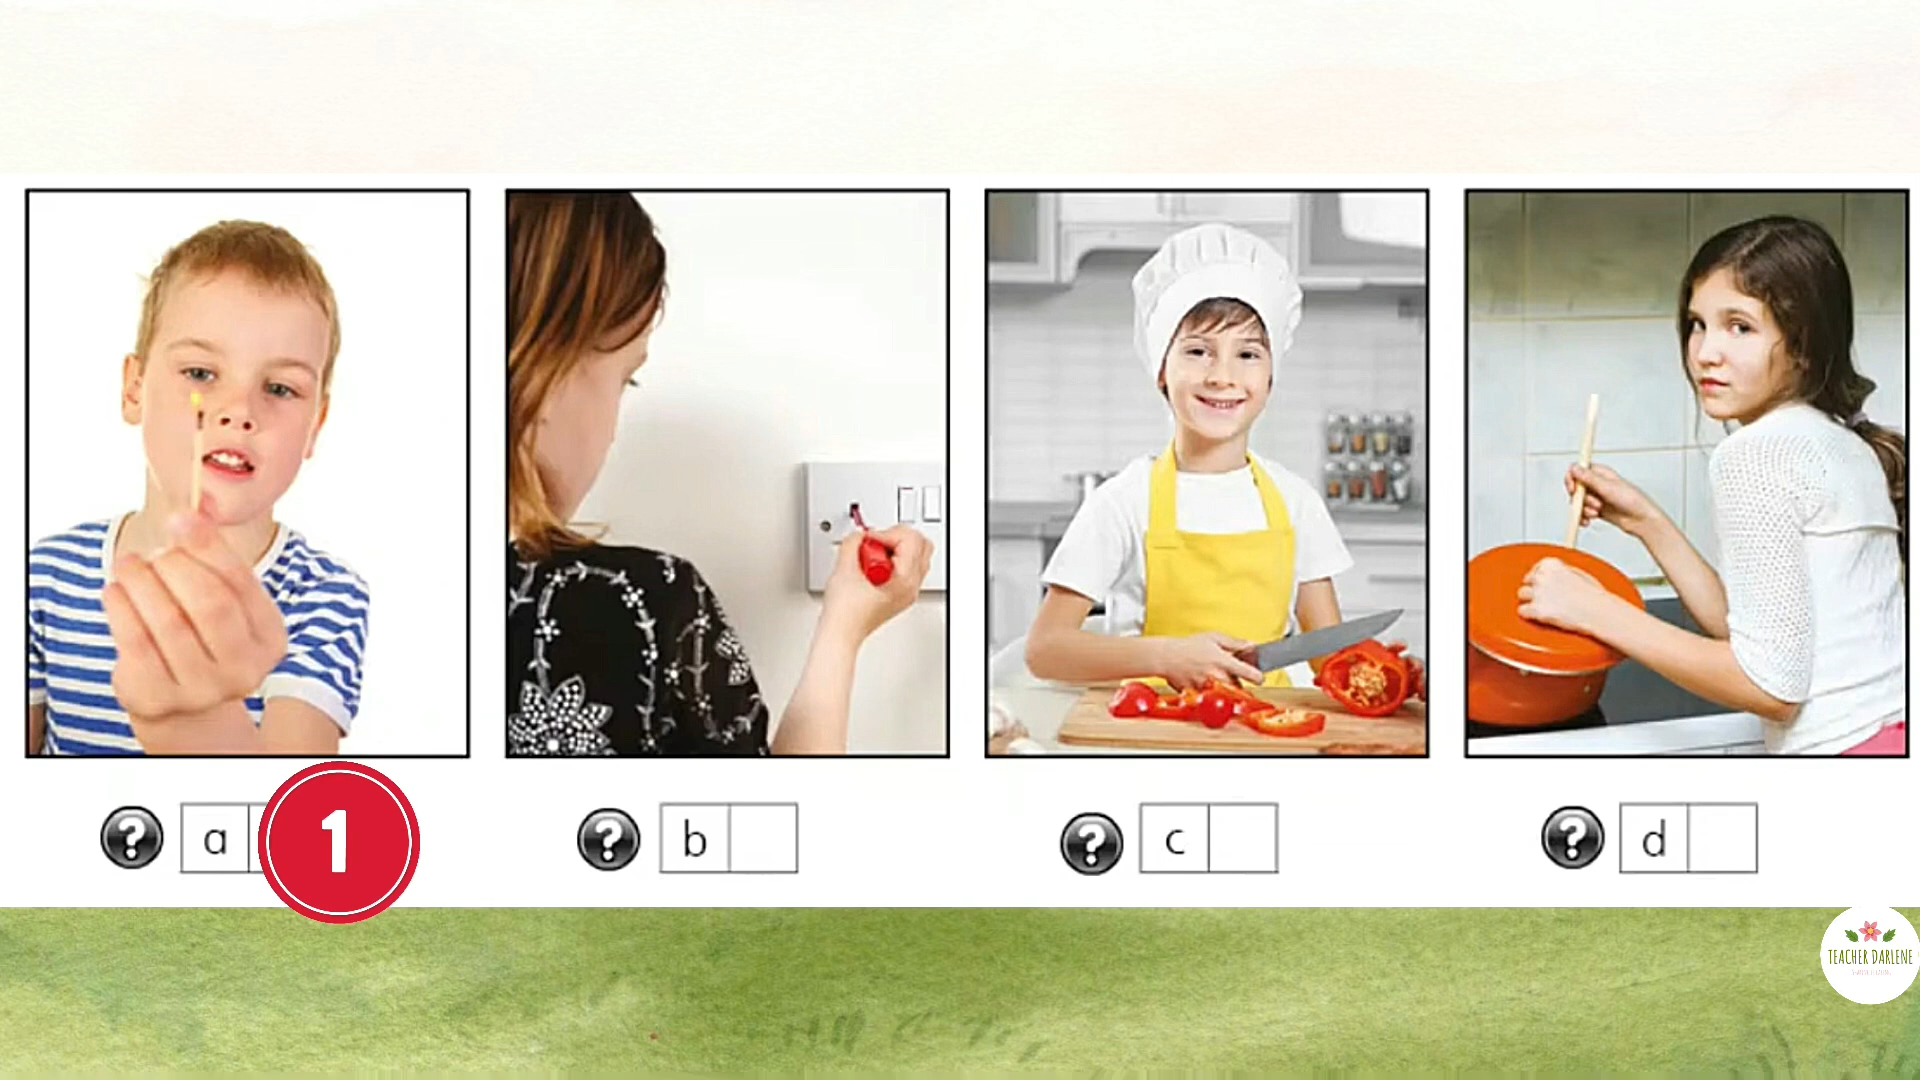 ? a 1
? b
? c
? d
TEACHER DARLENE